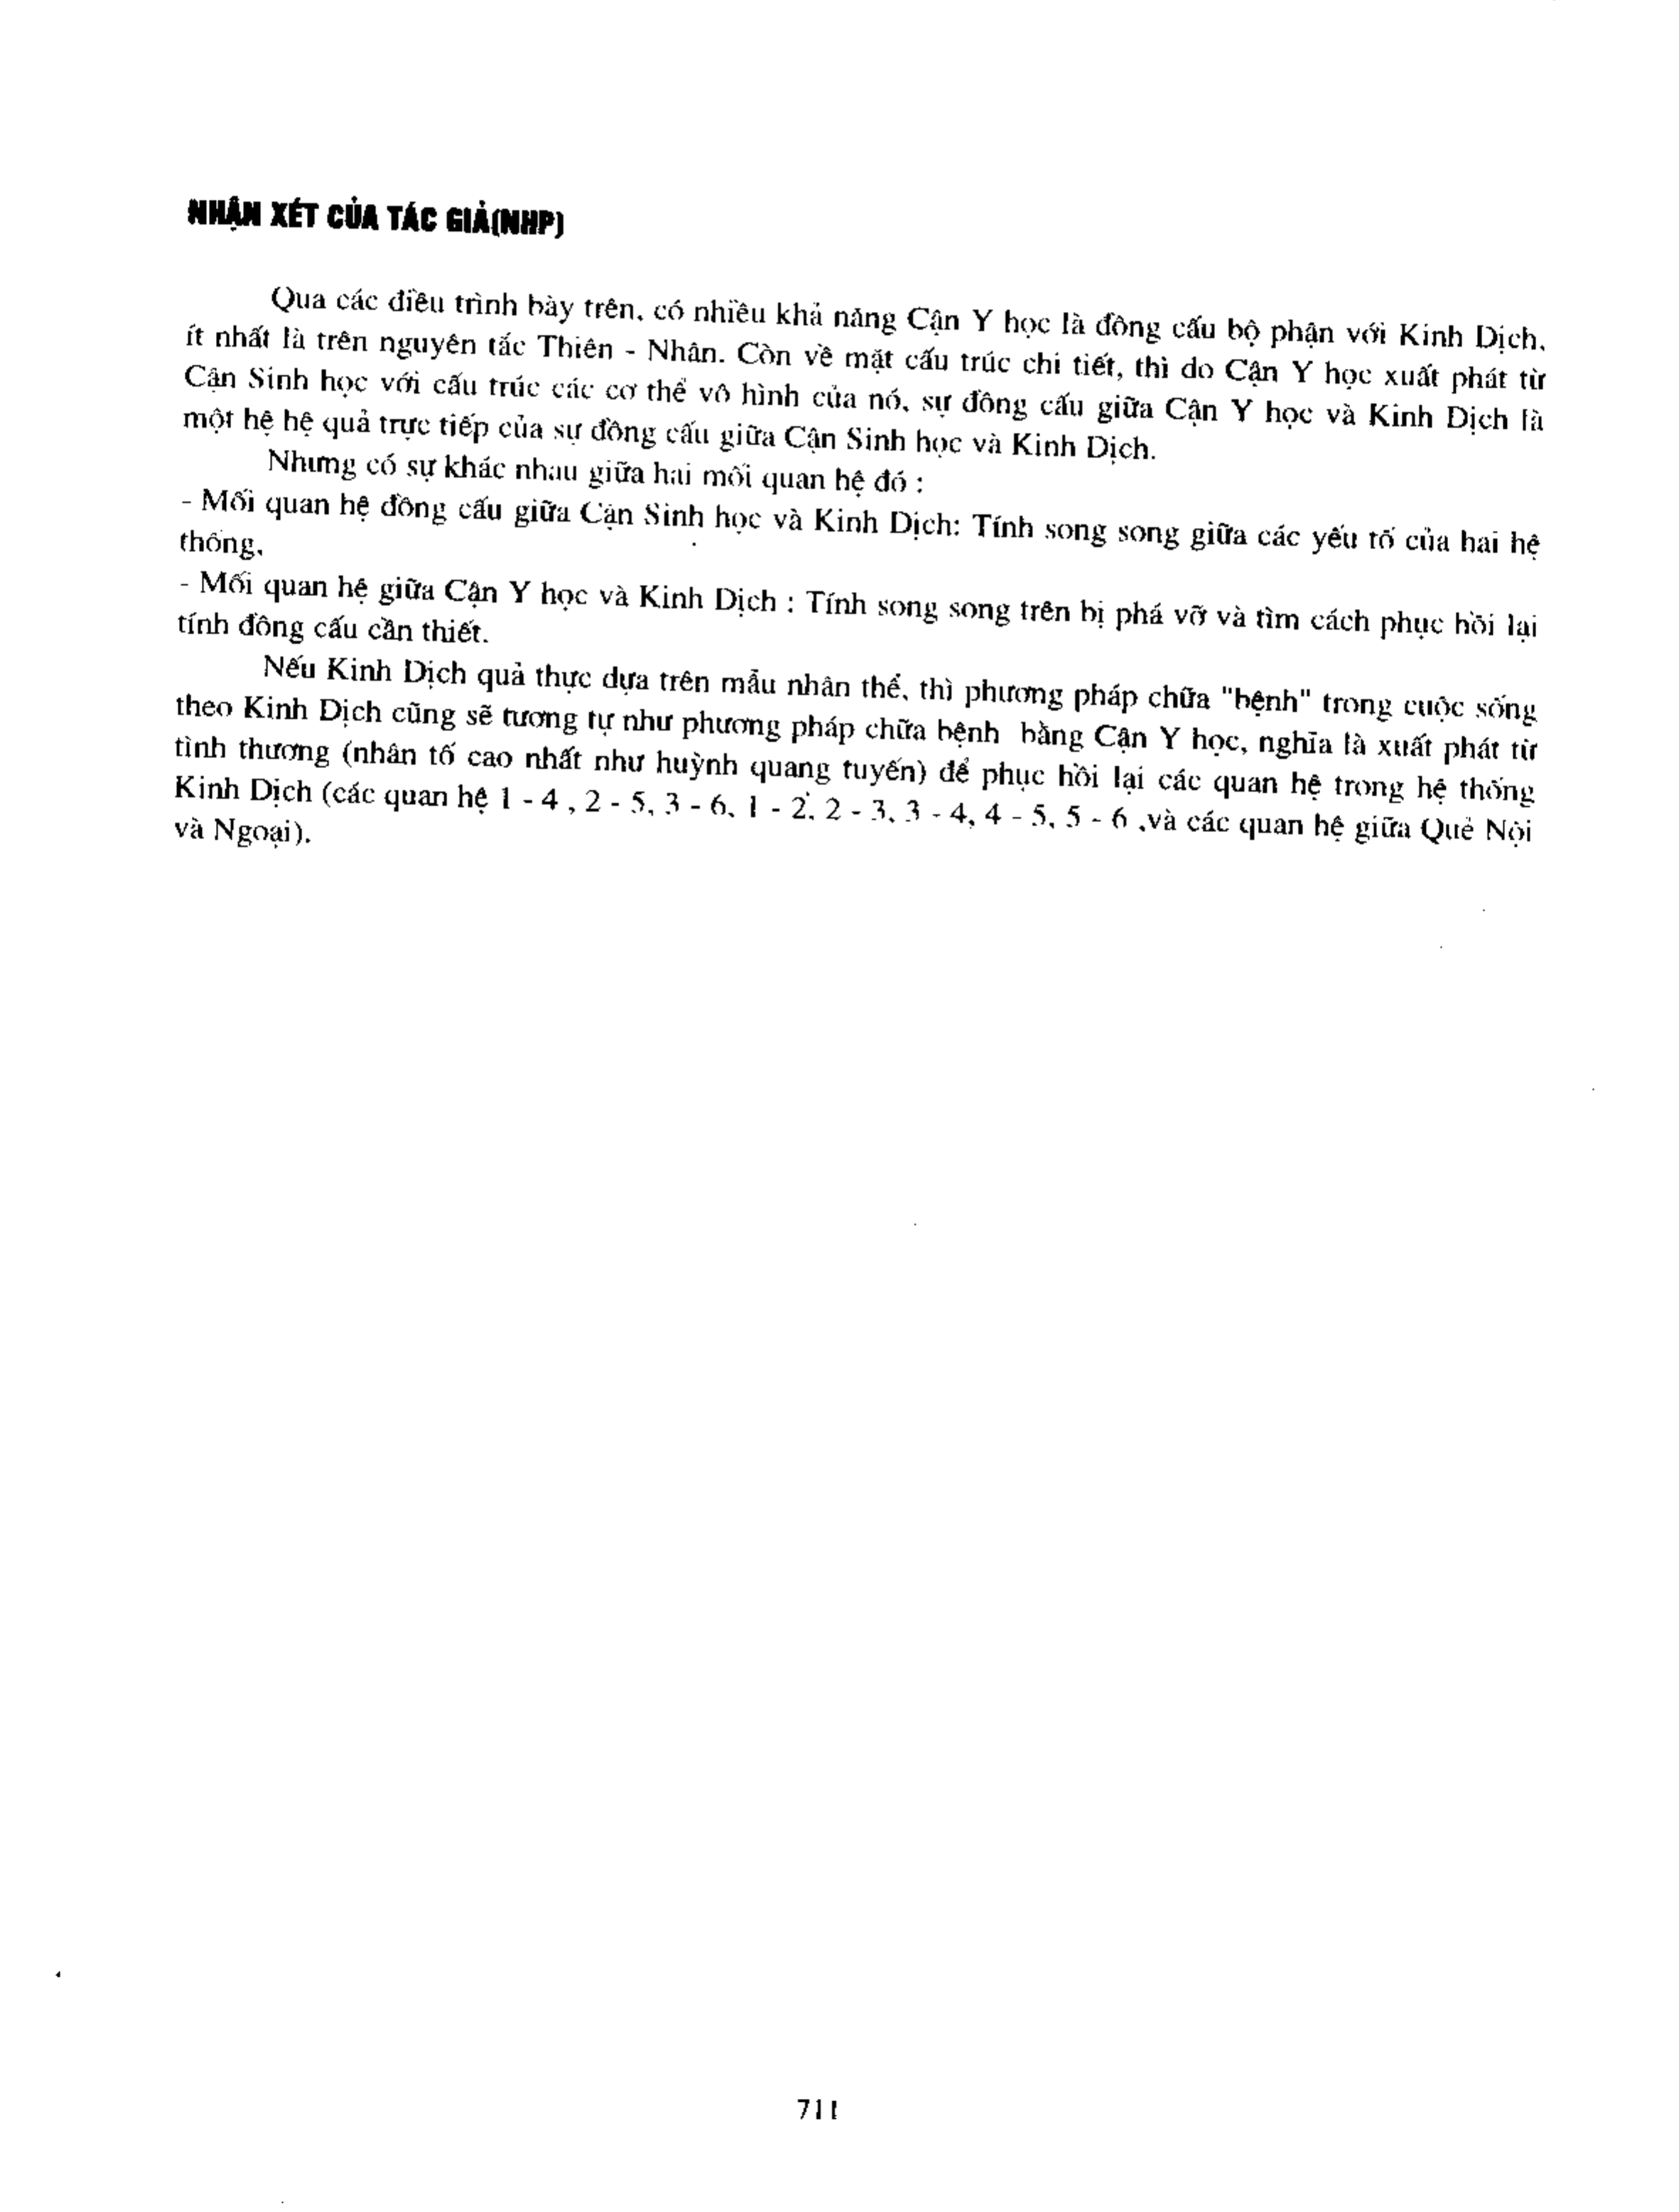 NHẬN XÉT CỦA TÁC GIẢ(NHP)
Qua các điều trình bày trên, có nhiều khả năng Cận Y học là đồng cấu bộ phận với Kinh Dịch,
ít nhất là trên nguyên tắc Thiên - Nhân. Còn về mặt cấu trúc chi tiết, thì do Cận Y học xuất phát từ
Cận Sinh học với cấu trúc các cơ thể vô hình của nó, sự đồng cấu giữa Cận Y học và Kinh Dịch là
một hệ hệ quả trực tiếp của sự đồng cấu giữa Cận Sinh học và Kinh Dịch.
Nhưng có sự khác nhau giữa hai mối quan hệ đó :
- Mối quan hệ đồng cấu giữa Cận Sinh học và Kinh Dịch: Tính song song giữa các yếu tố của hai hệ
thống,
- Mối quan hệ giữa Cận Y học và Kinh Dịch : Tính song song trên bị phá vỡ và tìm cách phục hồi lại
tính đồng cấu cần thiết.
Nếu Kinh Dịch quả thực dựa trên mẫu nhân thể, thì phương pháp chữa "bệnh" trong cuộc sống
theo Kinh Dịch cũng sẽ tương tự như phương pháp chữa bệnh bằng Cận Y học, nghĩa là xuất phát từ
tình thương (nhân tố cao nhất như huỳnh quang tuyến) để phục hồi lại các quan hệ trong hệ thống
Kinh Dịch (các quan hệ 1 - 4 , 2 - 5, 3 - 6, 1 - 2, 2 - 3, 3 - 4, 4 - 5, 5 - 6 ,và các quan hệ giữa Quẻ Nội
và Ngoại).
711